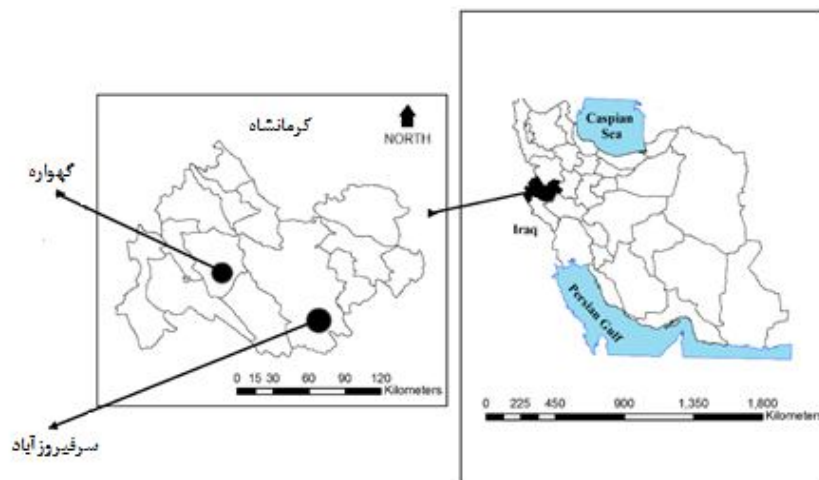 کرمانشاه
NORTH
گهواره
سرفیروزآباد
0 15 30 60 90 120
Kilometers
Caspian
Sea
Iraq
Persian Gulf
0 225 450 900 1,350 1,800
Kilometers